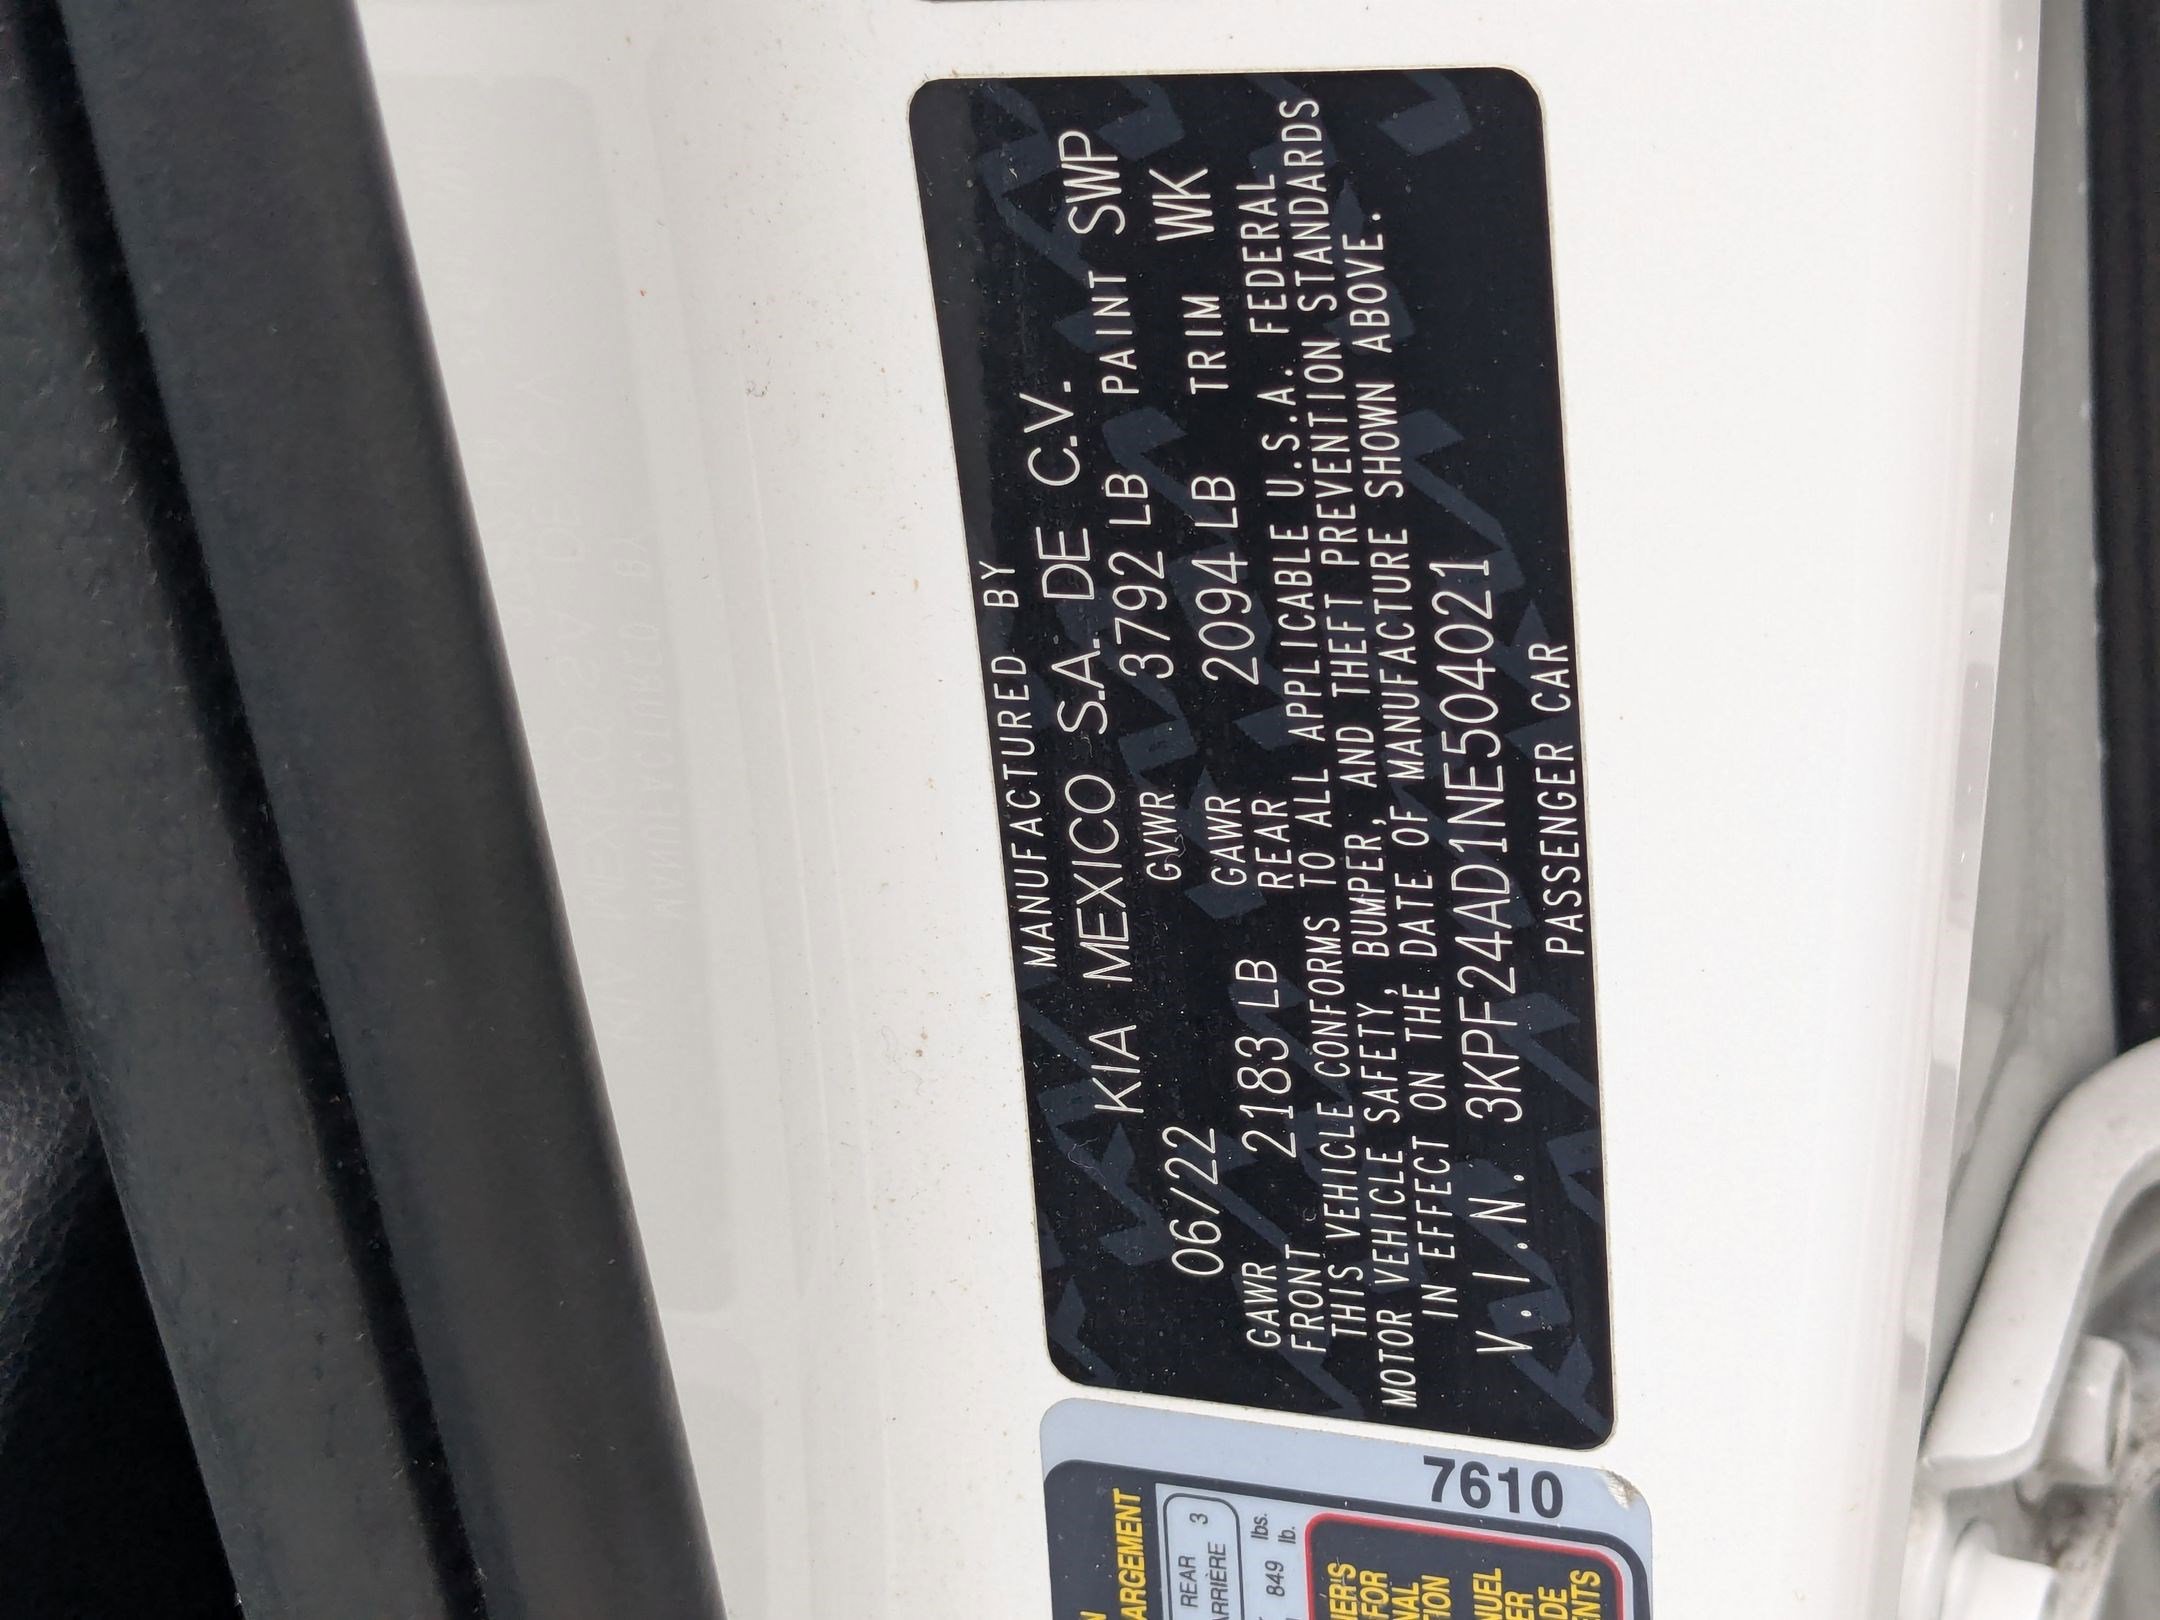 MANUFACTURED BY
KIA MEXICO S.A. DE C.V.
06/22 GVWR 3792 LB PAINT SWP
GAWR FRONT 2183 LB GAWR REAR 2094 LB TRIM WK
THIS VEHICLE CONFORMS TO ALL APPLICABLE U.S.A. FEDERAL
MOTOR VEHICLE SAFETY, BUMPER, AND THEFT PREVENTION STANDARDS
IN EFFECT ON THE DATE OF MANUFACTURE SHOWN ABOVE.
V.I.N. 3KPF24AD1NE504021
PASSENGER CAR
7610
REAR 3
849 lbs.
lb.